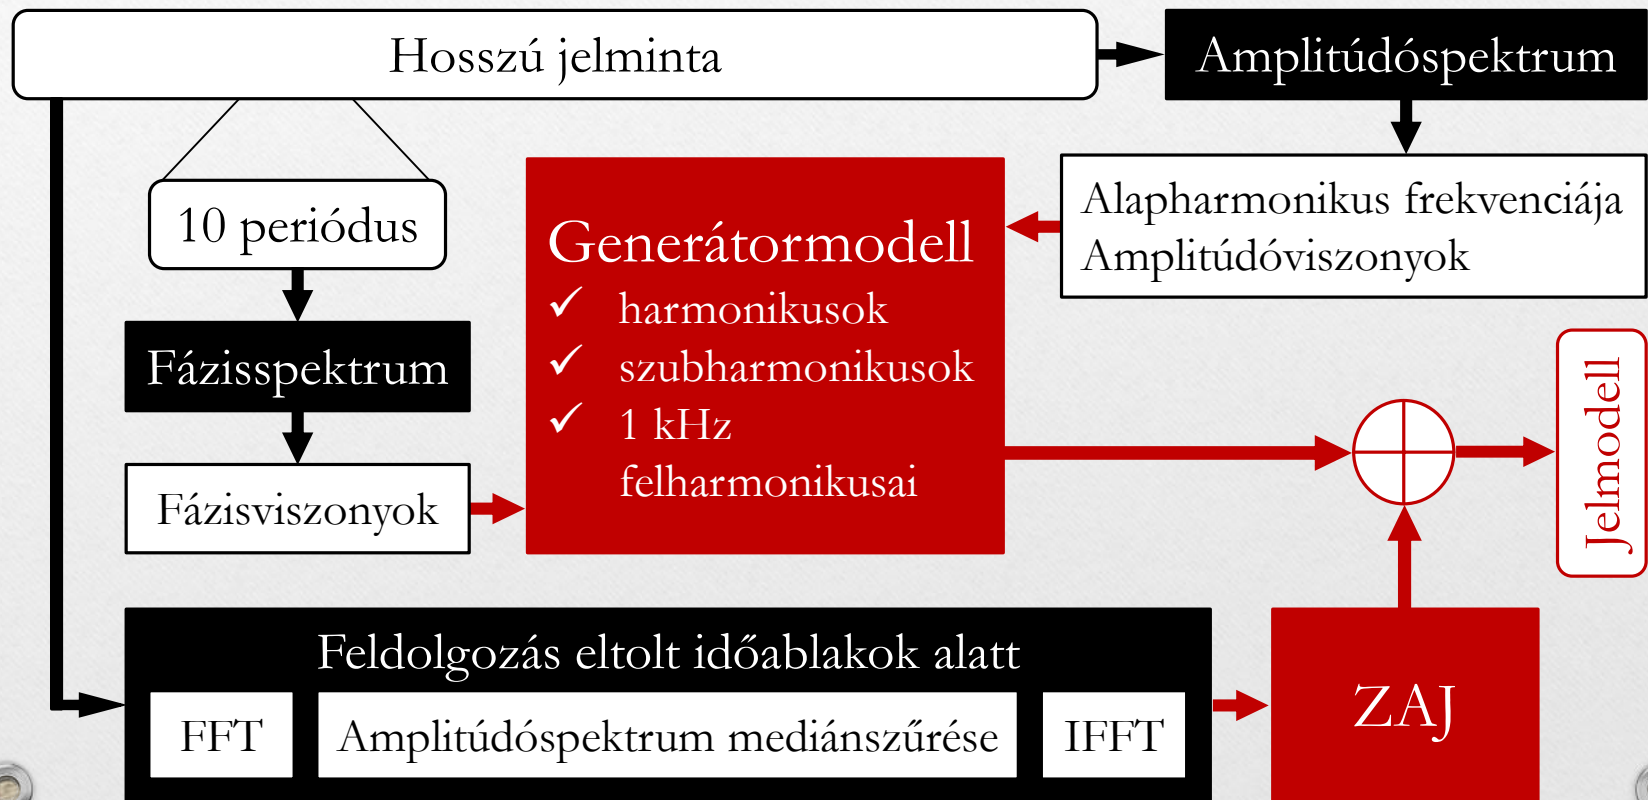 Hosszú jelminta
Amplitúdóspektrum
10 periódus
Generátormodell
✓ harmonikusok
✓ szubharmonikusok
✓ 1 kHz
felharmonikusai
Alapharmonikus frekvenciája
Amplitúdóviszonyok
Fázisspektrum
Fázisviszonyok
Jelmodell
Feldolgozás eltolt időablakok alatt
FFT
Amplitúdóspektrum mediánszűrése
IFFT
ZAJ